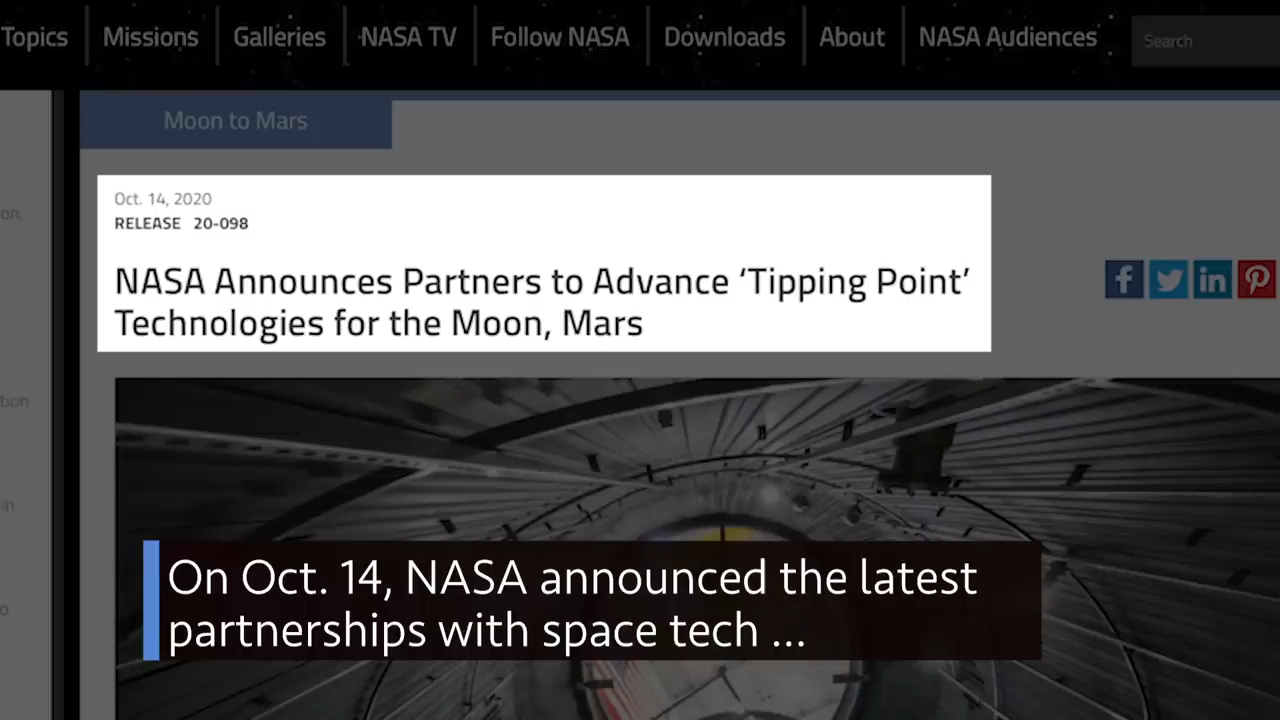 Topics
Missions
Galleries
NASA TV
Follow NASA
Downloads
About
NASA Audiences
Search
Moon to Mars
Oct. 14, 2020
RELEASE 20-098
NASA Announces Partners to Advance ‘Tipping Point’
Technologies for the Moon, Mars
On Oct. 14, NASA announced the latest
partnerships with space tech ...